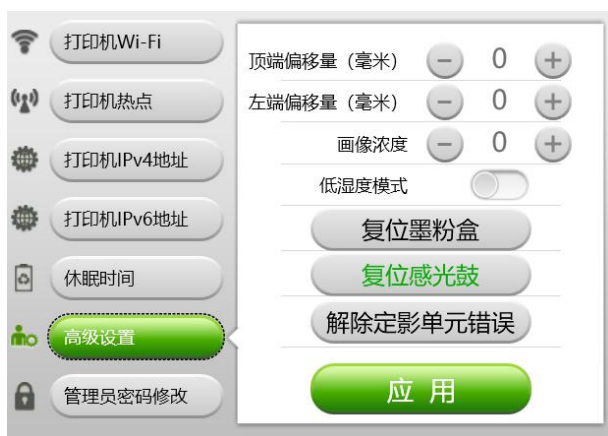 打印机Wi-Fi
打印机热点
打印机IPv4地址
打印机IPv6地址
休眠时间
高级设置
管理员密码修改
顶端偏移量（毫米） 0
左端偏移量（毫米） 0
画像浓度 0
低湿度模式
复位墨粉盒
复位感光鼓
解除定影单元错误
应 用